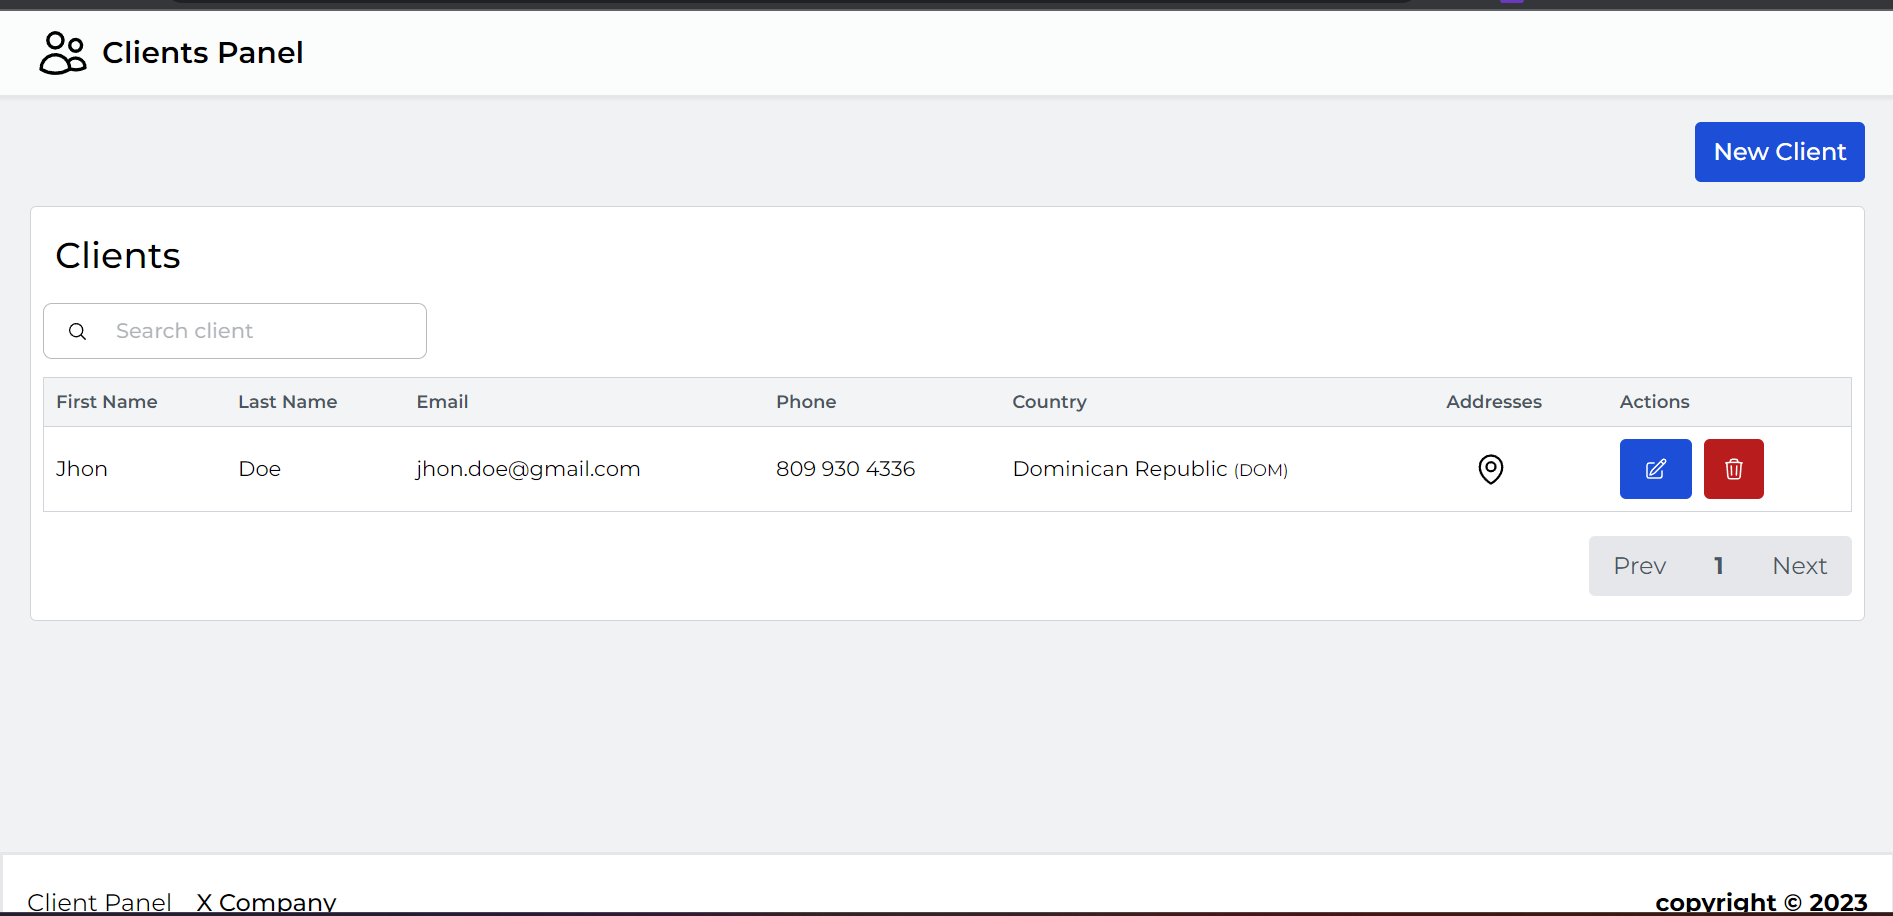 Clients Panel
New Client
Clients
Search client
First Name Last Name Email Phone Country Addresses Actions
Jhon Doe jhon.doe@gmail.com 809 930 4336 Dominican Republic (DOM)
Prev 1 Next
Client Panel X Company copyright © 2023